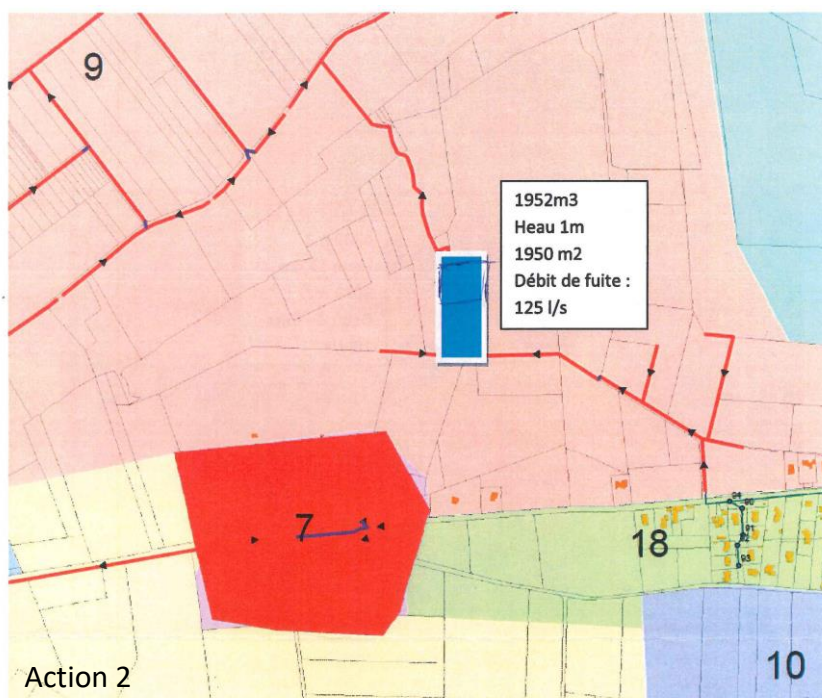 9
1952m3
Heau 1m
1950 m2
Débit de fuite :
125 l/s
7
18
10
Action 2